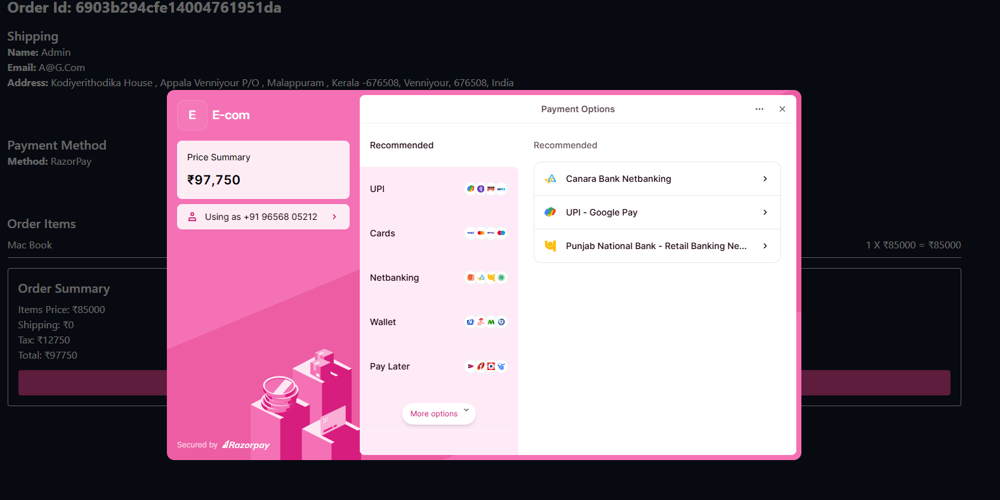 Order Id: 6903b294cfe14004761951da
Shipping
Name: Admin
Email: A@G.Com
Address: Kodiyerithodika House , Appala Venniyour P/O , Malappuram , Kerala -676508, Venniyour, 676508, India
Payment Method
Method: RazorPay
Order Items
Mac Book
1 X ₹85000 = ₹85000
Order Summary
Items Price: ₹85000
Shipping: ₹0
Tax: ₹12750
Total: ₹97750
E
E-com
Price Summary
₹97,750
Using as +91 96568 05212
Secured by Razorpay
Payment Options
Recommended
UPI
Cards
Netbanking
Wallet
Pay Later
More options
Recommended
Canara Bank Netbanking
UPI - Google Pay
Punjab National Bank - Retail Banking Ne...